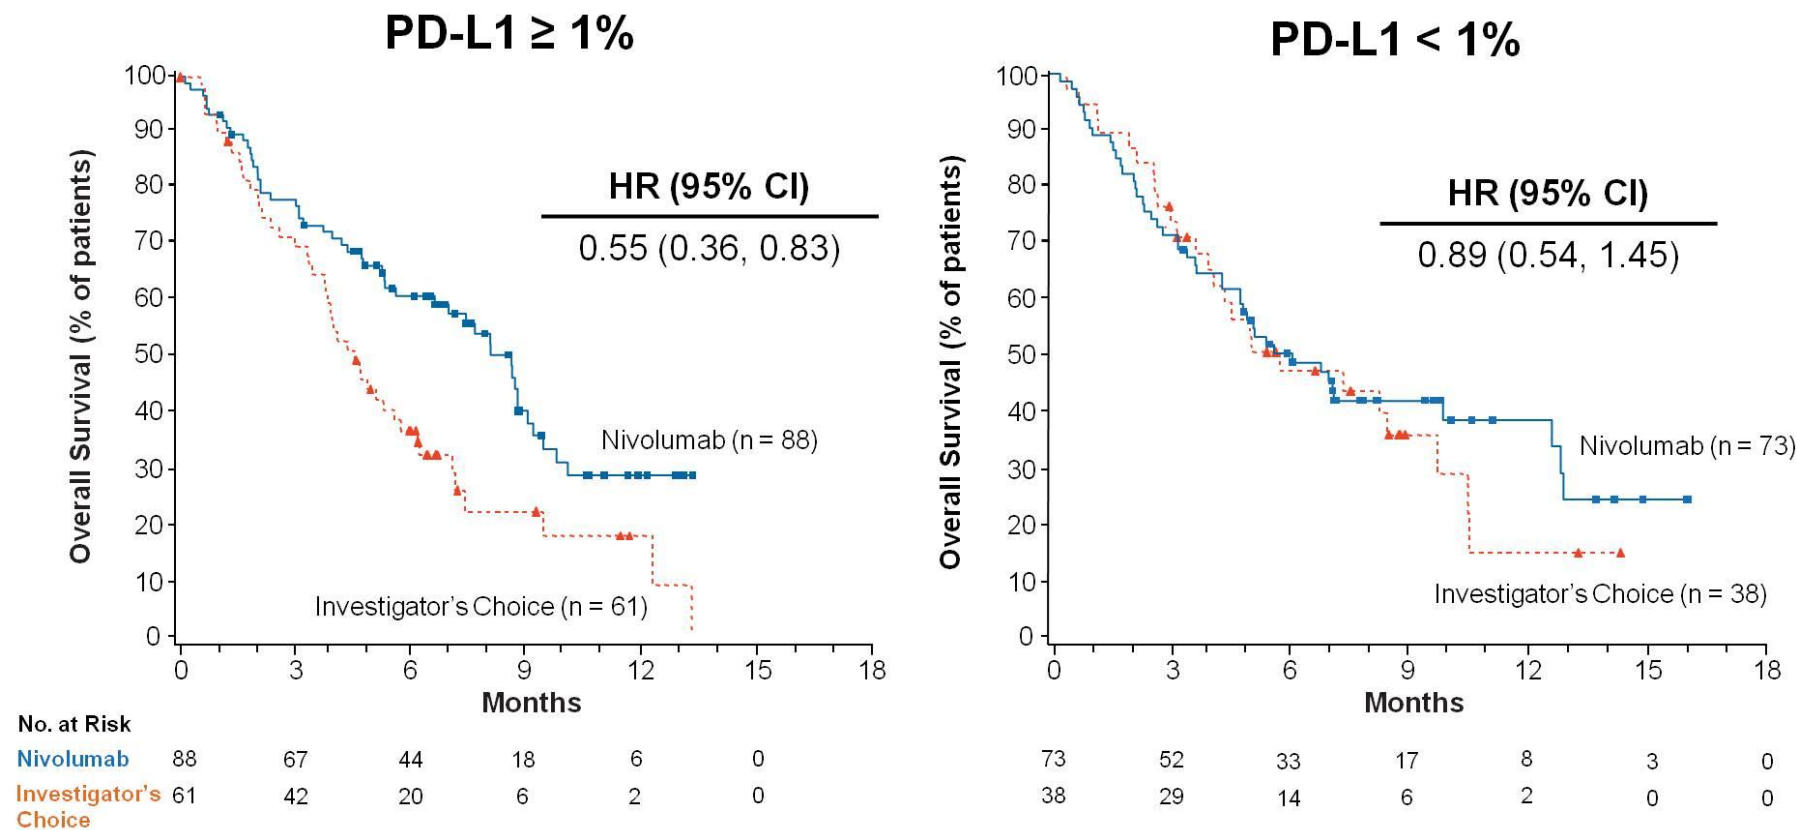 PD-L1 ≥ 1%
100
90
80
70
60
50
40
30
20
10
0
Overall Survival (% of patients)
HR (95% CI)
0.55 (0.36, 0.83)
Nivolumab (n = 88)
Investigator's Choice (n = 61)
0 3 6 9 12 15 18
Months
PD-L1 < 1%
100
90
80
70
60
50
40
30
20
10
0
Overall Survival (% of patients)
HR (95% CI)
0.89 (0.54, 1.45)
Nivolumab (n = 73)
Investigator's Choice (n = 38)
0 3 6 9 12 15 18
Months
No. at Risk
Nivolumab 88 67 44 18 6 0 73 52 33 17 8 3 0
Investigator's 61 42 20 6 2 0 38 29 14 6 2 0 0
Choice